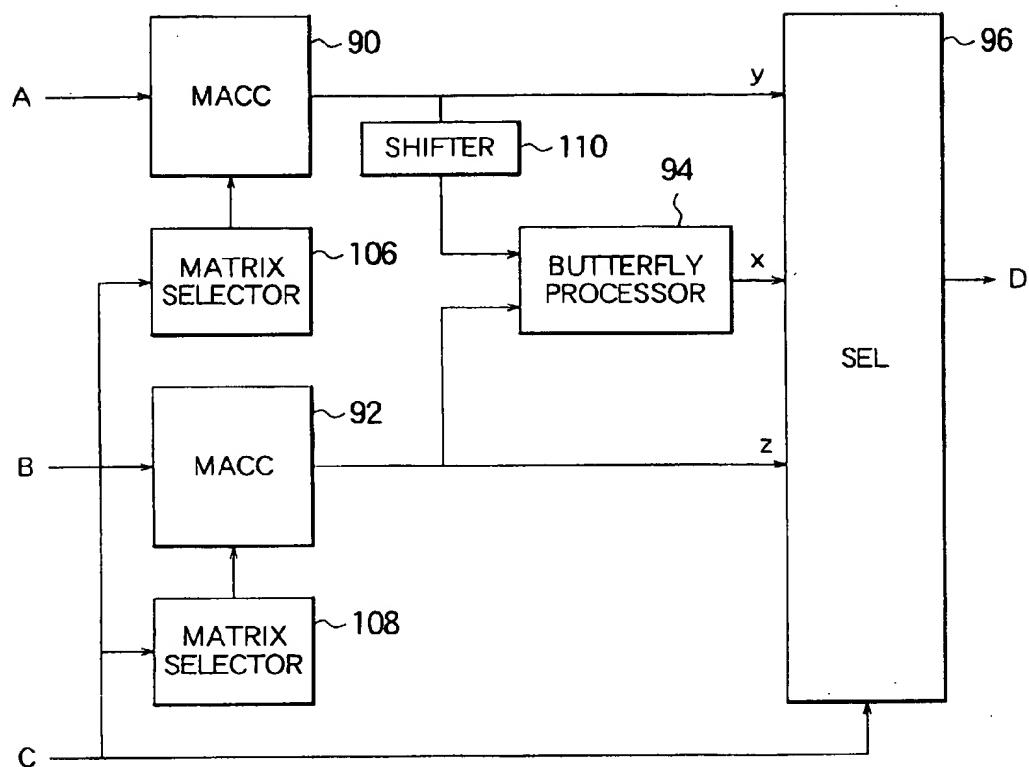 90
96
A
MACC
y
SHIFTER
110
94
106
MATRIX
SELECTOR
BUTTERFLY
PROCESSOR
x
D
SEL
92
B
MACC
z
108
MATRIX
SELECTOR
C